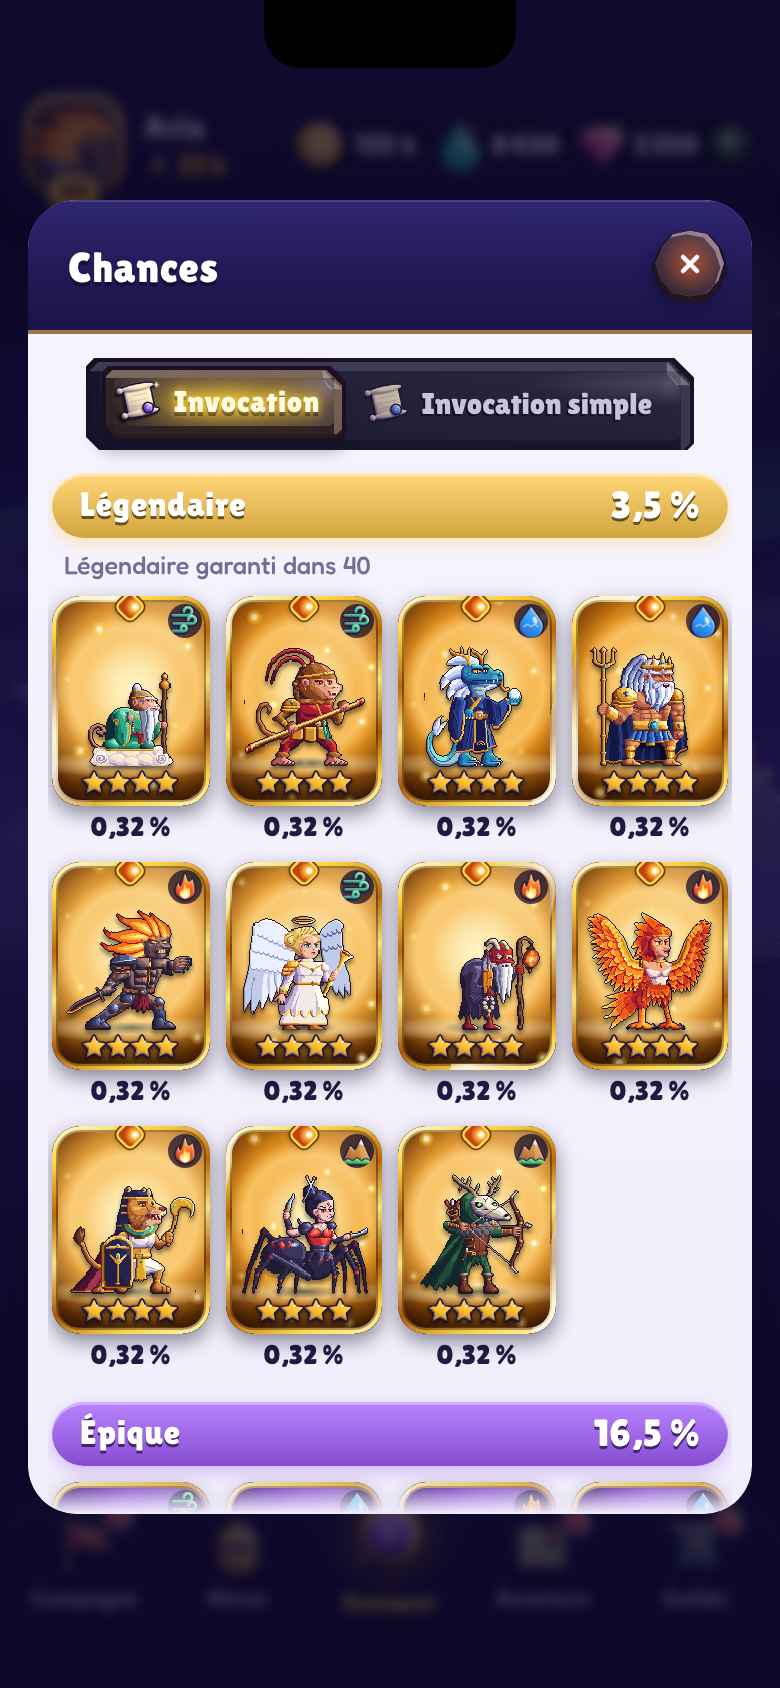 Chances
Invocation
Invocation simple
Légendaire
3,5 %
Légendaire garanti dans 40
0,32 %
0,32 %
0,32 %
0,32 %
0,32 %
0,32 %
0,32 %
0,32 %
0,32 %
0,32 %
0,32 %
Épique
16,5 %